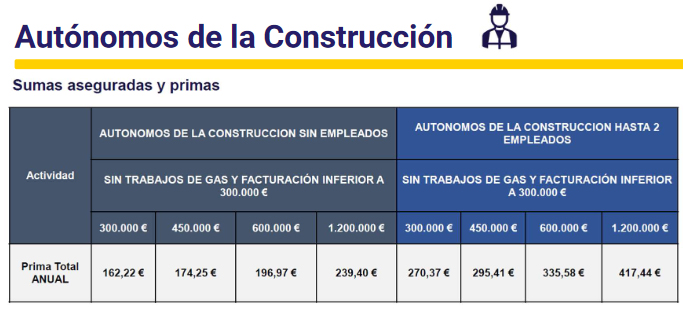 Autónomos de la Construcción
Sumas aseguradas y primas
Actividad
AUTONOMOS DE LA CONSTRUCCION SIN EMPLEADOS
AUTONOMOS DE LA CONSTRUCCION HASTA 2
EMPLEADOS
SIN TRABAJOS DE GAS Y FACTURACIÓN INFERIOR A
300.000 €
SIN TRABAJOS DE GAS Y FACTURACIÓN INFERIOR
A 300.000 €
300.000 € 450.000 € 600.000 € 1.200.000 € 300.000 € 450.000 € 600.000 € 1.200.000 €
Prima Total
ANUAL
162,22 € 174,25 € 196,97 € 239,40 € 270,37 € 295,41 € 335,58 € 417,44 €